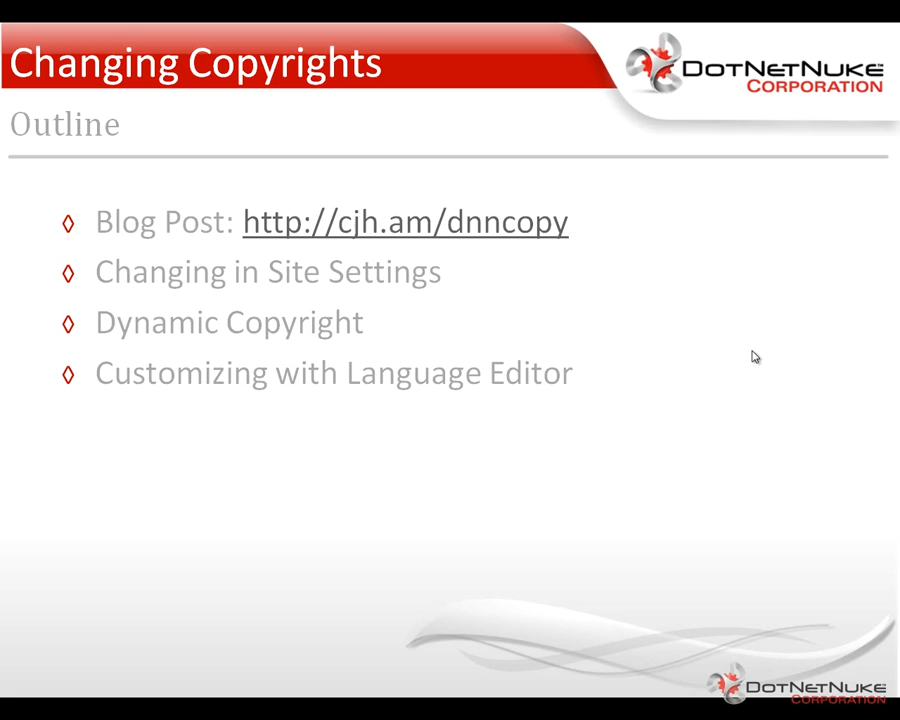 Changing Copyrights
DotNetNuke
CORPORATION
Outline
◊ Blog Post: http://cjh.am/dnncopy
◊ Changing in Site Settings
◊ Dynamic Copyright
◊ Customizing with Language Editor
DotNetNuke
CORPORATION